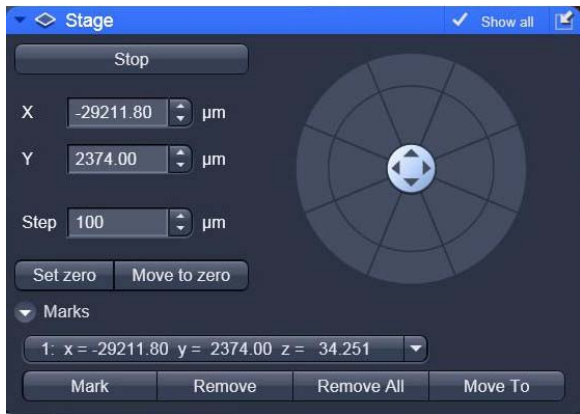 Stage Show all
Stop
X -29211.80 µm
Y 2374.00 µm
Step 100 µm
Set zero Move to zero
Marks
1: x = -29211.80 y = 2374.00 z = 34.251
Mark Remove Remove All Move To